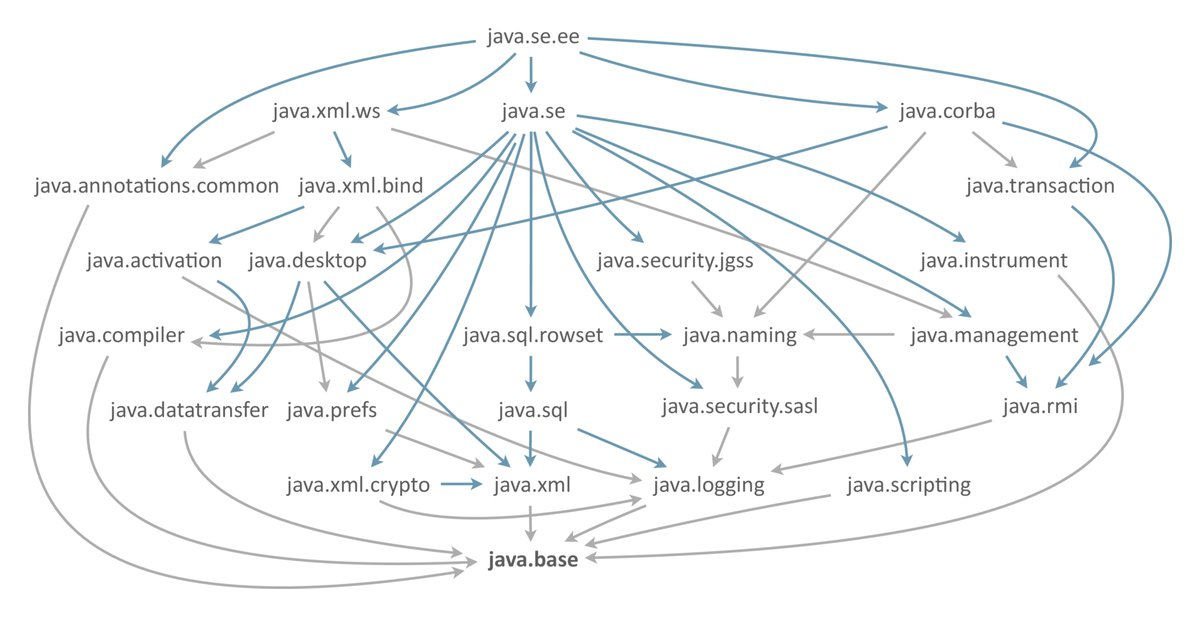 java.se.ee
java.xml.ws
java.se
java.corba
java.annotations.common
java.xml.bind
java.transaction
java.activation
java.desktop
java.security.jgss
java.instrument
java.compiler
java.sql.rowset
java.naming
java.management
java.datatransfer
java.prefs
java.sql
java.security.sasl
java.rmi
java.xml.crypto
java.xml
java.logging
java.scripting
java.base